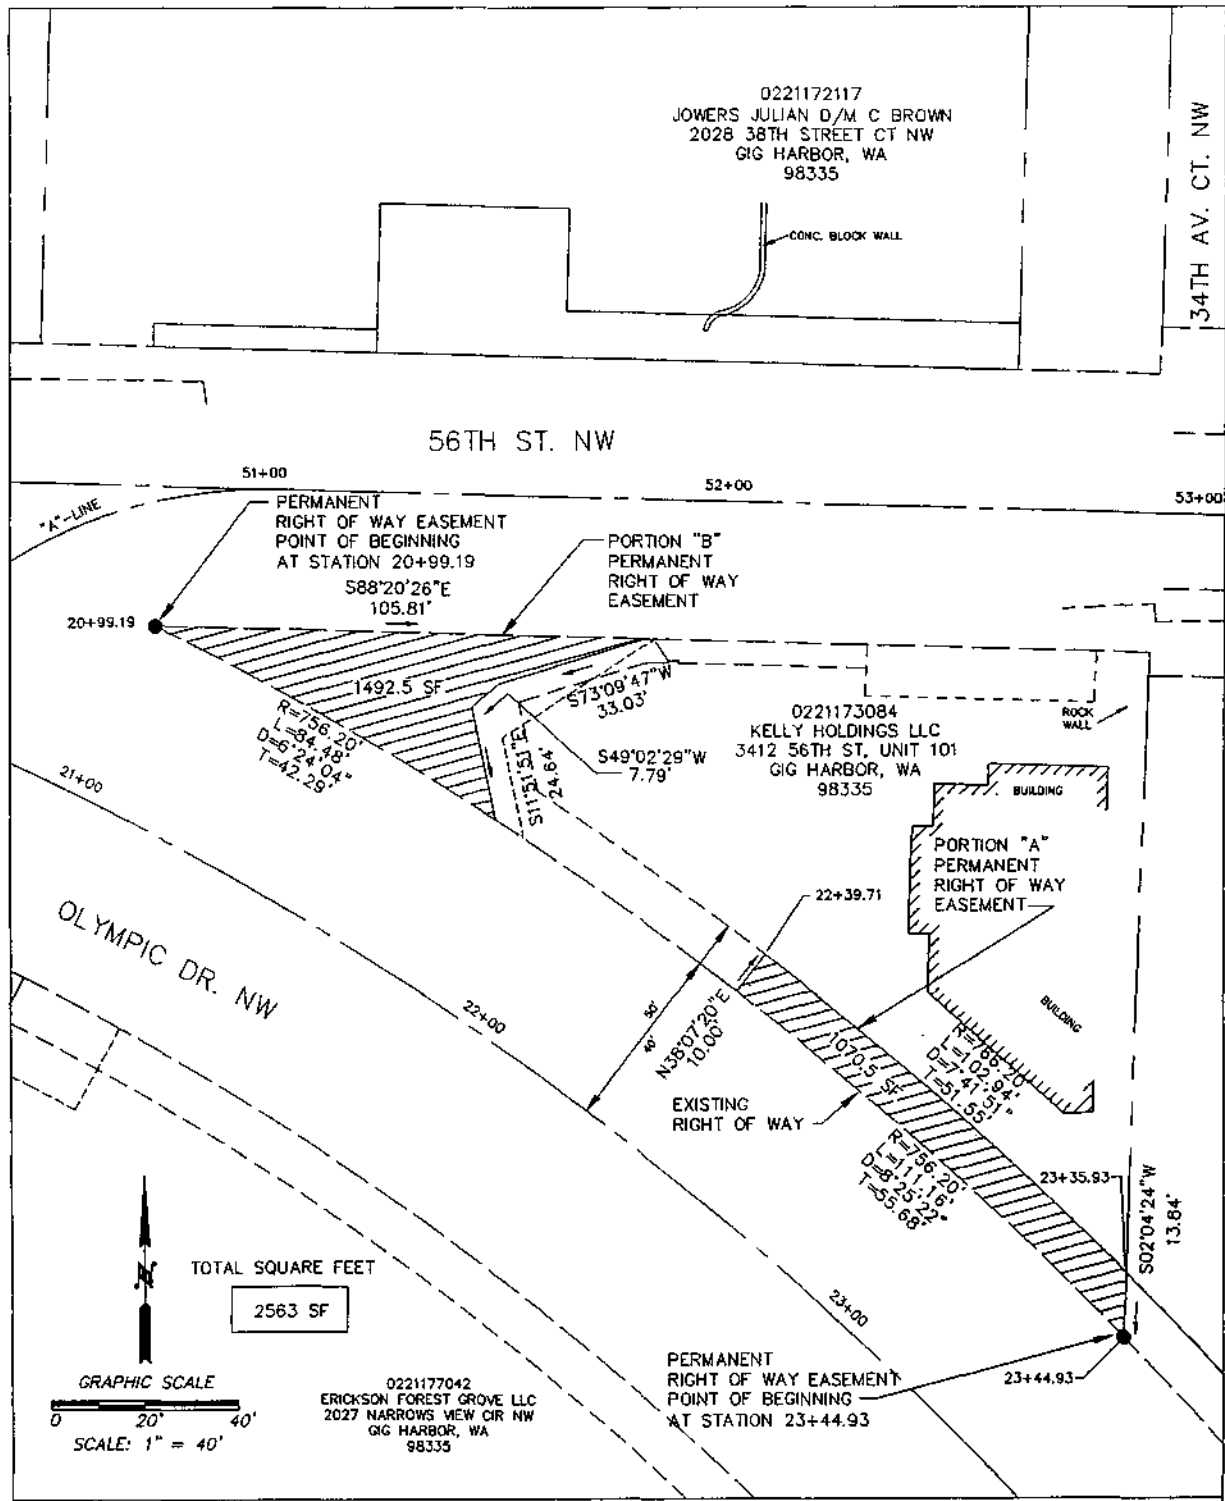 0221172117
JOWERS JULIAN D/M C BROWN
2028 38TH STREET CT NW
GIG HARBOR, WA
98335
34TH AV. CT. NW
CONC. BLOCK WALL
56TH ST. NW
51+00
52+00
53+00
"A"-LINE
PERMANENT
RIGHT OF WAY EASEMENT
POINT OF BEGINNING
AT STATION 20+99.19
S88°20'26"E
105.81'
PORTION "B"
PERMANENT
RIGHT OF WAY
EASEMENT
20+99.19
1492.5 SF
R=756.20'
L=84.48'
D=6°24'04"
T=42.29'
S73°09'47"W
33.03'
S49°02'29"W
7.79'
S11°51'51"E
24.64'
0221173084
KELLY HOLDINGS LLC
3412 56TH ST, UNIT 101
GIG HARBOR, WA
98335
ROCK
WALL
BUILDING
PORTION "A"
PERMANENT
RIGHT OF WAY
EASEMENT
21+00
22+39.71
OLYMPIC DR. NW
22+00
50'
40'
N38°07'20"E
10.00'
BUILDING
1070.5 SF
R=766.20'
L=102.94'
D=7°41'51"
T=51.55'
EXISTING
RIGHT OF WAY
R=756.20'
L=111.16'
D=8°25'22"
T=55.68'
23+35.93
S02°04'24"W
13.84'
N
TOTAL SQUARE FEET
2563 SF
23+00
GRAPHIC SCALE
0 20' 40'
SCALE: 1" = 40'
0221177042
ERICKSON FOREST GROVE LLC
2027 NARROWS VIEW CIR NW
GIG HARBOR, WA
98335
PERMANENT
RIGHT OF WAY EASEMENT
POINT OF BEGINNING
AT STATION 23+44.93
23+44.93